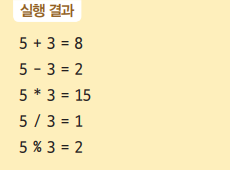 실행 결과
5 + 3 = 8
5 - 3 = 2
5 * 3 = 15
5 / 3 = 1
5 % 3 = 2